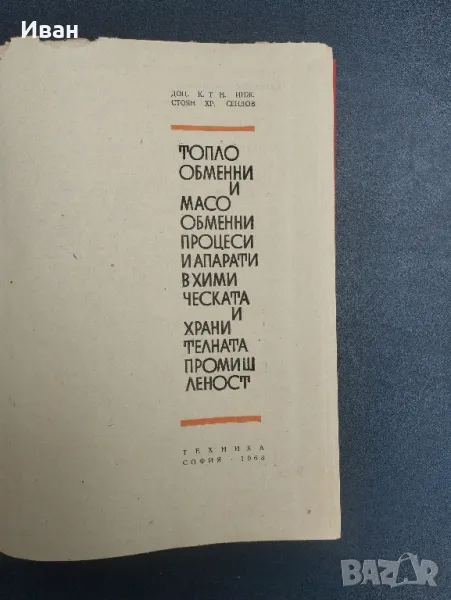 Иван
ДОЦ. К. Т. Н. ИНЖ.
СТОЯН ХР.
ТОПЛО
ОБМЕННИ
И
МАСО
ОБМЕННИ
ПРОЦЕСИ
И АПАРАТИ
В ХИМИ
ЧЕСКАТА
И
ХРАНИ
ТЕЛНАТА
ПРОМИШ
ЛЕНОСТ
ТЕХНИКА
СОФИЯ •
BAZAR